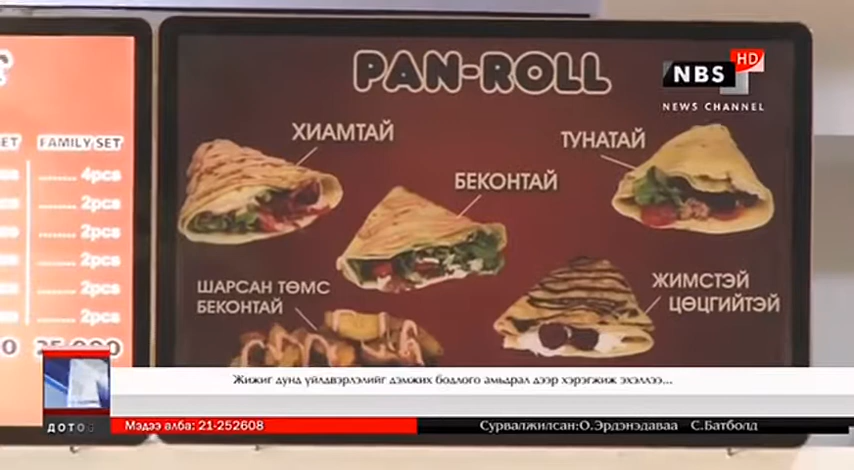 PAN-ROLL
NBS HD
NEWS CHANNEL
ХИАМТАЙ
ТУНАТАЙ
БЕКОНТАЙ
ШАРСАН ТӨМС
БЕКОНТАЙ
ЖИМСТЭЙ
ЦӨЦГИЙТЭЙ
FAMILY SET
4pcs
2pcs
2pcs
2pcs
2pcs
2pcs
Жижиг дунд үйлдвэрлэлийг дэмжих бодлого амьдрал дээр хэрэгжиж эхэллээ...
Мэдээ алба: 21-252608
Сурвалжилсан:О.Эрдэнэдаваа С.Батболд